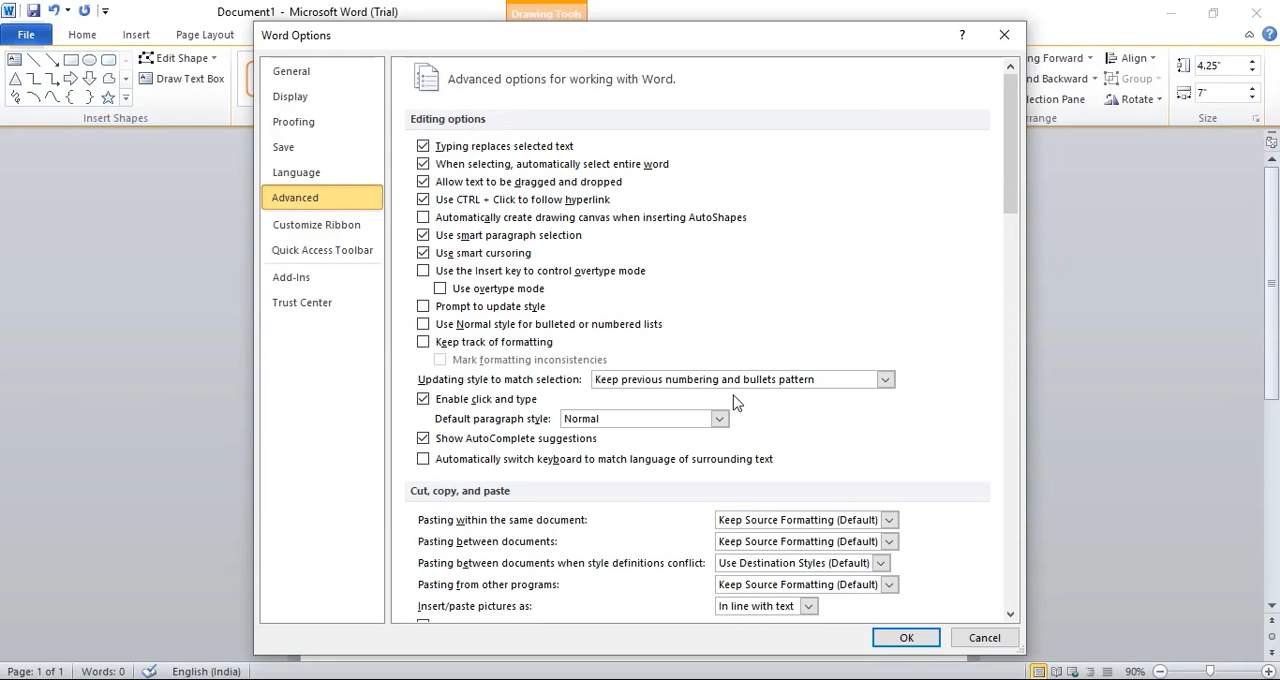 Document1 - Microsoft Word (Trial)
Drawing Tools
File
Home
Insert
Page Layout
Word Options
Edit Shape
Draw Text Box
Insert Shapes
General
Display
Proofing
Save
Language
Advanced
Customize Ribbon
Quick Access Toolbar
Add-Ins
Trust Center
Advanced options for working with Word.
Editing options
Typing replaces selected text
When selecting, automatically select entire word
Allow text to be dragged and dropped
Use CTRL + Click to follow hyperlink
Automatically create drawing canvas when inserting AutoShapes
Use smart paragraph selection
Use smart cursoring
Use the Insert key to control overtype mode
Use overtype mode
Prompt to update style
Use Normal style for bulleted or numbered lists
Keep track of formatting
Mark formatting inconsistencies
Updating style to match selection: Keep previous numbering and bullets pattern
Enable click and type
Default paragraph style: Normal
Show AutoComplete suggestions
Automatically switch keyboard to match language of surrounding text
Cut, copy, and paste
Pasting within the same document: Keep Source Formatting (Default)
Pasting between documents: Keep Source Formatting (Default)
Pasting between documents when style definitions conflict: Use Destination Styles (Default)
Pasting from other programs: Keep Source Formatting (Default)
Insert/paste pictures as: In line with text
OK
Cancel
ing Forward
Align
4.25"
d Backward
Group
7"
lection Pane
Rotate
range
Size
Page: 1 of 1
Words: 0
English (India)
90%